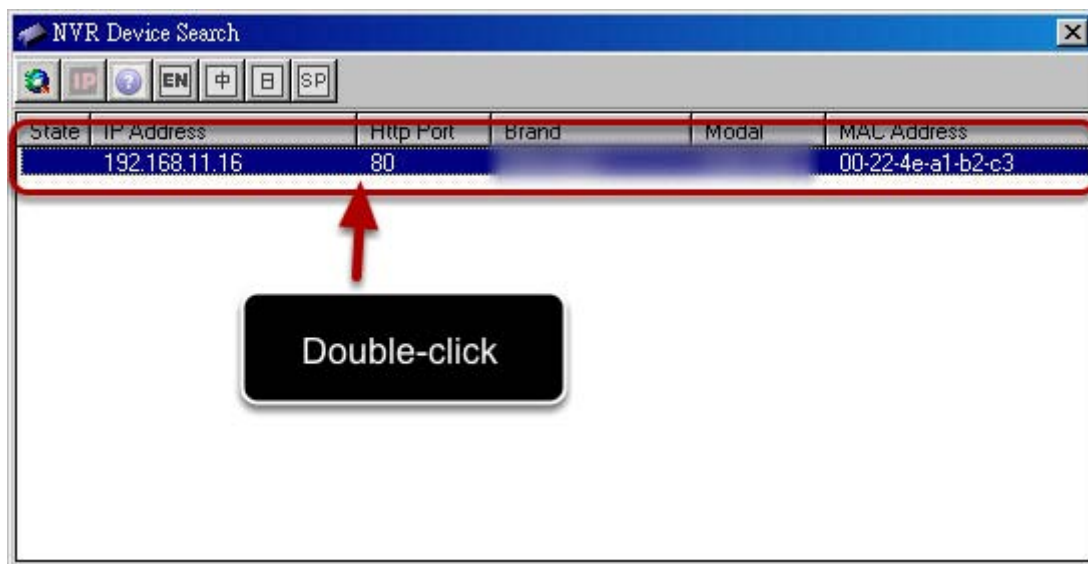 NVR Device Search
IP ? EN 中 日 SP
State IP Address Http Port Brand Modal MAC Address
192.168.11.16 80 00-22-4e-a1-b2-c3
Double-click